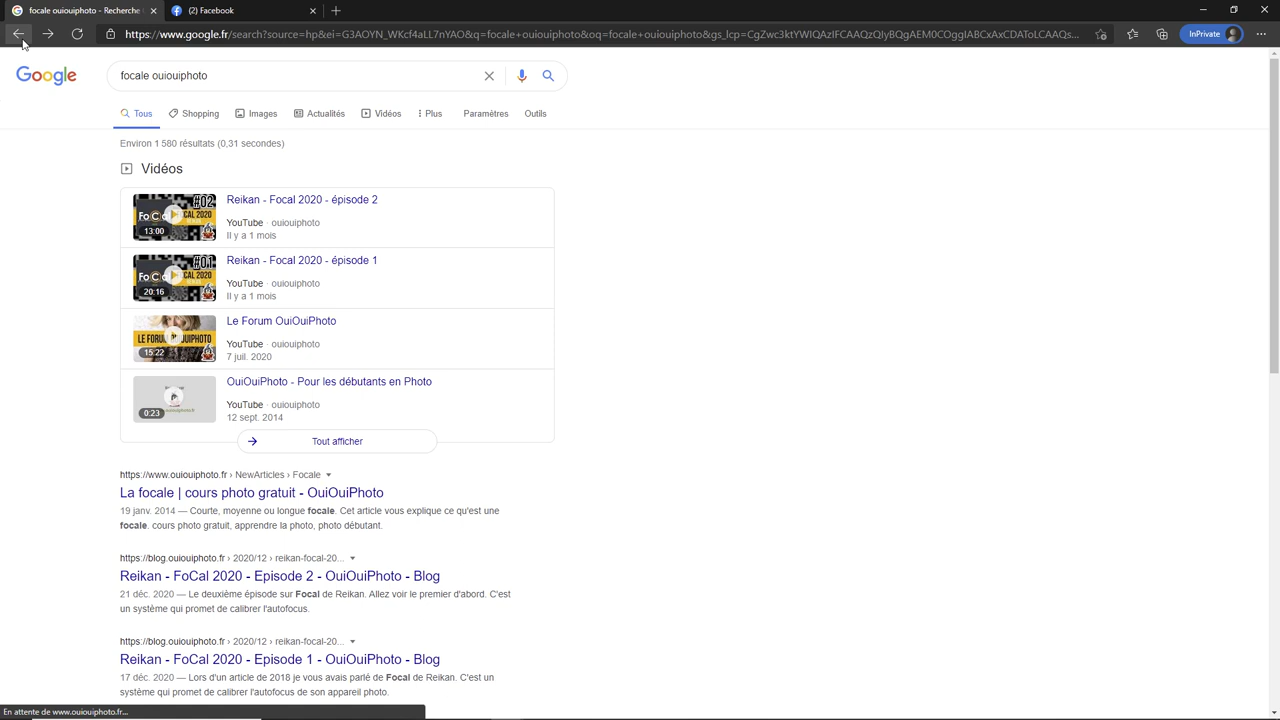 focale ouiouiphoto - Recherche
(2) Facebook
https://www.google.fr/search?source=hp&ei=G3AOYN_WKcf4aLL7nYAO&q=focale+ouiouiphoto&oq=focale+ouiouiphoto&gs_lcp=CgZwc3ktYWIQAzIFCAAQzQIyBQgAEM0COggIABCxAxCDAToLCAAQs...
InPrivate
Google
focale ouiouiphoto
Tous
Shopping
Images
Actualités
Vidéos
Plus
Paramètres
Outils
Environ 1 580 résultats (0,31 secondes)
Vidéos
#02
FoCal
CAL 2020
13:00
Reikan - Focal 2020 - épisode 2
YouTube · ouiouiphoto
Il y a 1 mois
#01
FoCal
CAL 2020
20:16
Reikan - Focal 2020 - épisode 1
YouTube · ouiouiphoto
Il y a 1 mois
15:22
Le Forum OuiOuiPhoto
YouTube · ouiouiphoto
7 juil. 2020
0:23
OuiOuiPhoto - Pour les débutants en Photo
YouTube · ouiouiphoto
12 sept. 2014
Tout afficher
https://www.ouiouiphoto.fr › NewArticles › Focale
La focale | cours photo gratuit - OuiOuiPhoto
19 janv. 2014 — Courte, moyenne ou longue focale. Cet article vous explique ce qu'est une
focale. cours photo gratuit, apprendre la photo, photo débutant.
https://blog.ouiouiphoto.fr › 2020/12 › reikan-focal-20...
Reikan - FoCal 2020 - Episode 2 - OuiOuiPhoto - Blog
21 déc. 2020 — Le deuxième épisode sur Focal de Reikan. Allez voir le premier d'abord. C'est
un système qui promet de calibrer l'autofocus.
https://blog.ouiouiphoto.fr › 2020/12 › reikan-focal-20...
Reikan - FoCal 2020 - Episode 1 - OuiOuiPhoto - Blog
17 déc. 2020 — Lors d'un article de 2018 je vous avais parlé de Focal de Reikan. C'est un
système qui promet de calibrer l'autofocus de son appareil photo.
En attente de www.ouiouiphoto.fr...